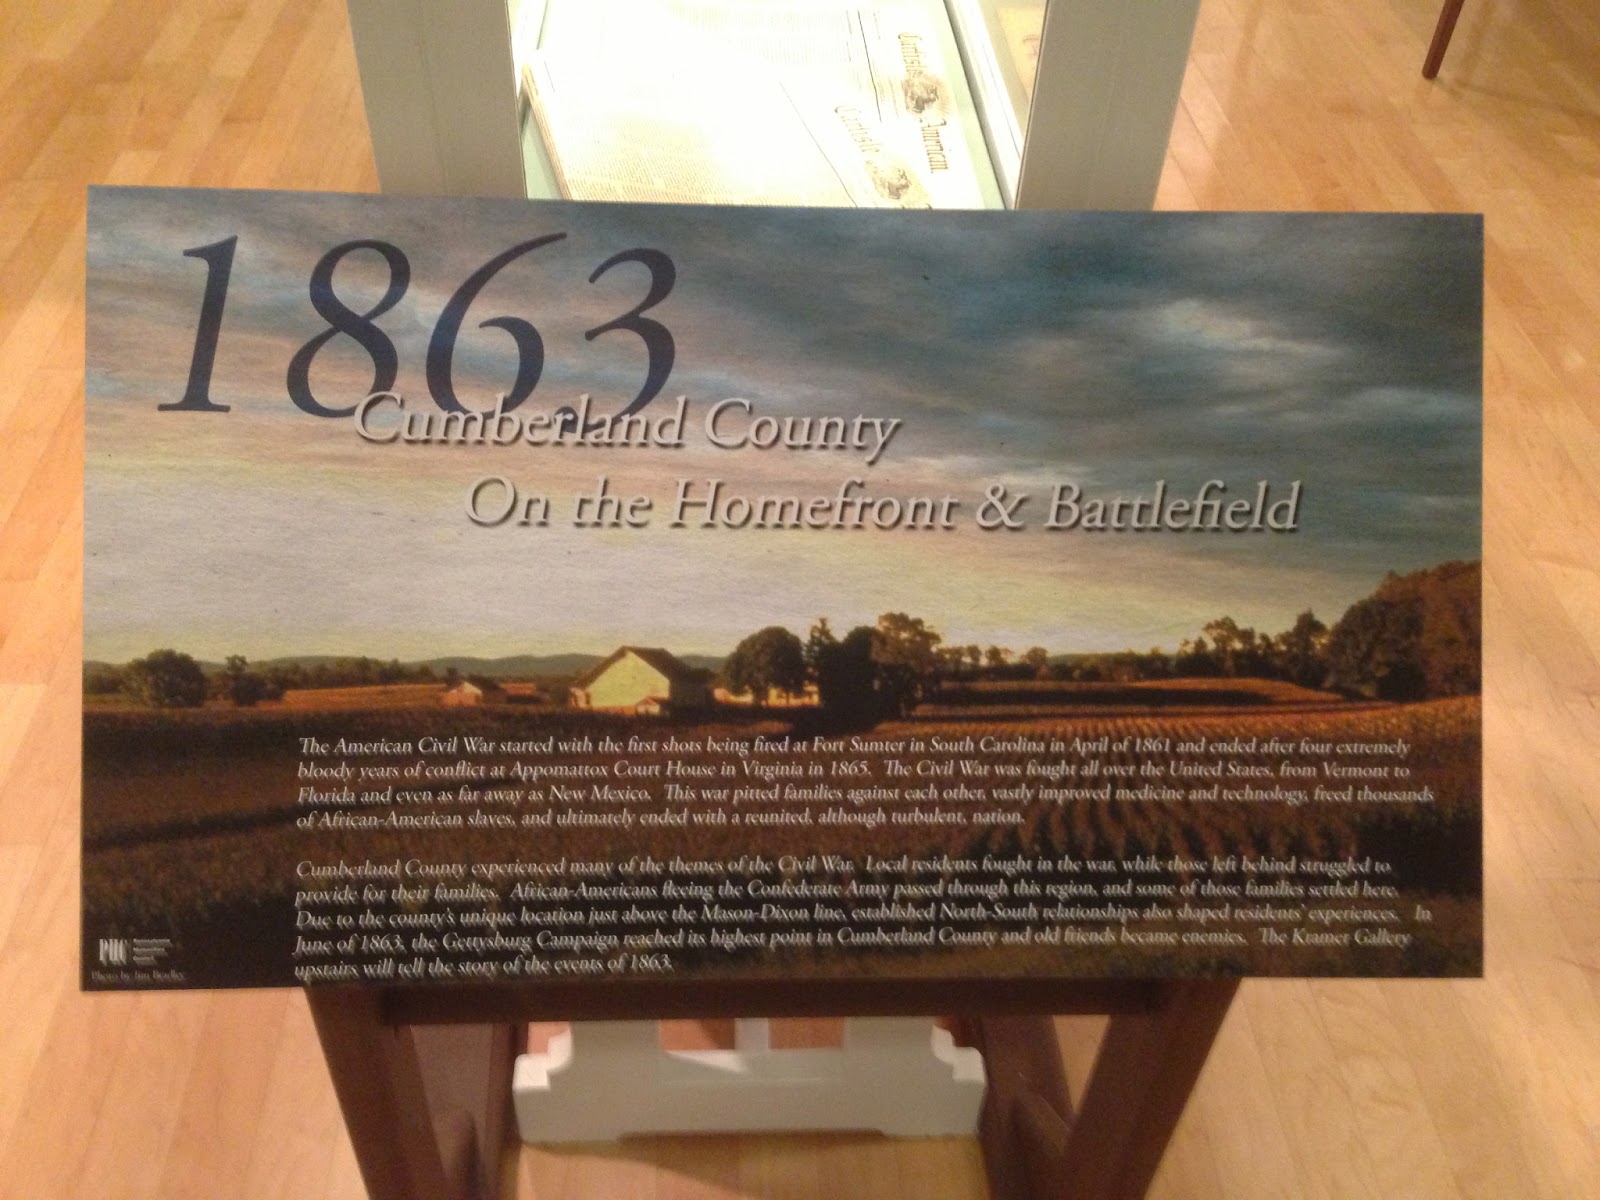 Carlisle American
Carlisle
1863
Cumberland County
On the Homefront & Battlefield
The American Civil War started with the first shots being fired at Fort Sumter in South Carolina in April of 1861 and ended after four extremely
bloody years of conflict at Appomattox Court House in Virginia in 1865. The Civil War was fought all over the United States, from Vermont to
Florida and even as far away as New Mexico. This war pitted families against each other, vastly improved medicine and technology, freed thousands
of African-American slaves, and ultimately ended with a reunited, although turbulent, nation.
Cumberland County experienced many of the themes of the Civil War. Local residents fought in the war, while those left behind struggled to
provide for their families. African-Americans fleeing the Confederate Army passed through this region, and some of those families settled here.
Due to the county's unique location just above the Mason-Dixon line, established North-South relationships also shaped residents' experiences. In
June of 1863, the Gettysburg Campaign reached its highest point in Cumberland County and old friends became enemies. The Kramer Gallery
upstairs will tell the story of the events of 1863.
PHC
Photo by Jim Bradley